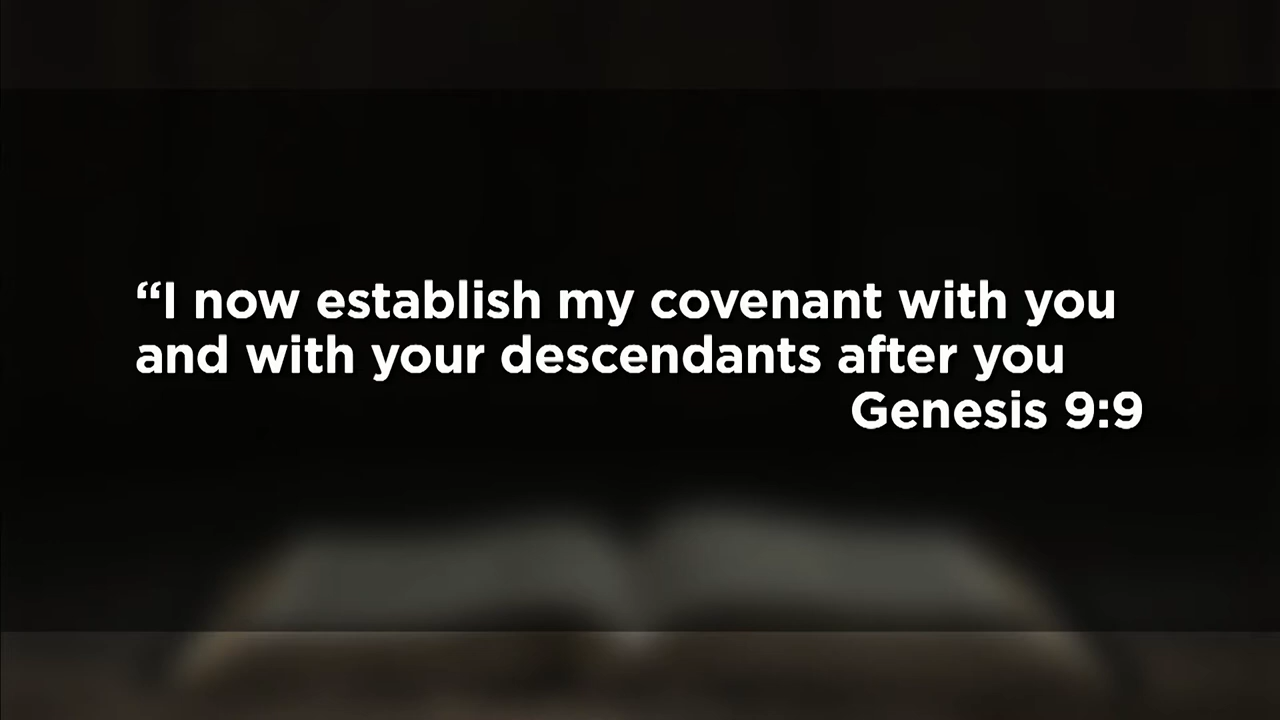 “I now establish my covenant with you
and with your descendants after you
Genesis 9:9